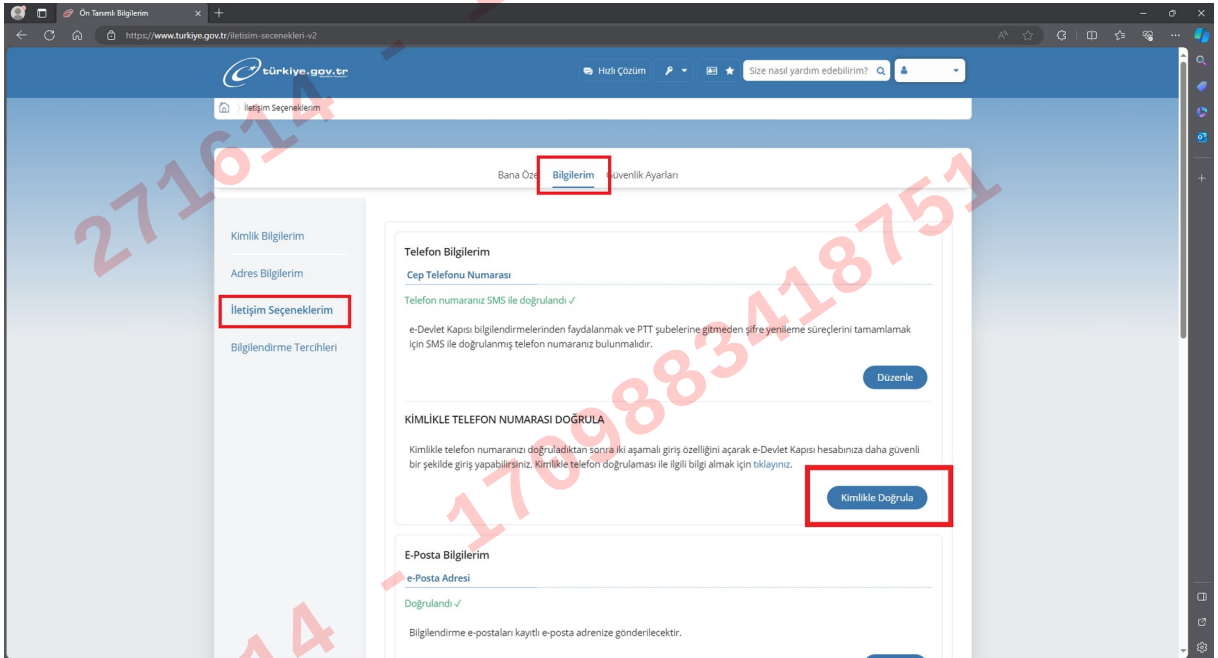 Ön Tanımlı Bilgilerim
https://www.turkiye.gov.tr/iletisim-secenekleri-v2
türkiye.gov.tr
Hızlı Çözüm
Size nasıl yardım edebilirim?
İletişim Seçeneklerim
Bana Öze Bilgilerim Güvenlik Ayarları
Kimlik Bilgilerim
Adres Bilgilerim
İletişim Seçeneklerim
Bilgilendirme Tercihleri
Telefon Bilgilerim
Cep Telefonu Numarası
Telefon numaranız SMS ile doğrulandı ✓
e-Devlet Kapısı bilgilendirmelerinden faydalanmak ve PTT şubelerine gitmeden şifre yenileme süreçlerini tamamlamak
için SMS ile doğrulanmış telefon numaranız bulunmalıdır.
Düzenle
KİMLİKLE TELEFON NUMARASI DOĞRULA
Kimlikle telefon numaranızı doğruladıktan sonra iki aşamalı giriş özelliğini açarak e-Devlet Kapısı hesabınıza daha güvenli
bir şekilde giriş yapabilirsiniz. Kimlikle telefon doğrulaması ile ilgili bilgi almak için tıklayınız.
Kimlikle Doğrula
E-Posta Bilgilerim
e-Posta Adresi
Doğrulandı ✓
Bilgilendirme e-postaları kayıtlı e-posta adrenize gönderilecektir.
271614 -
- 1709883418751